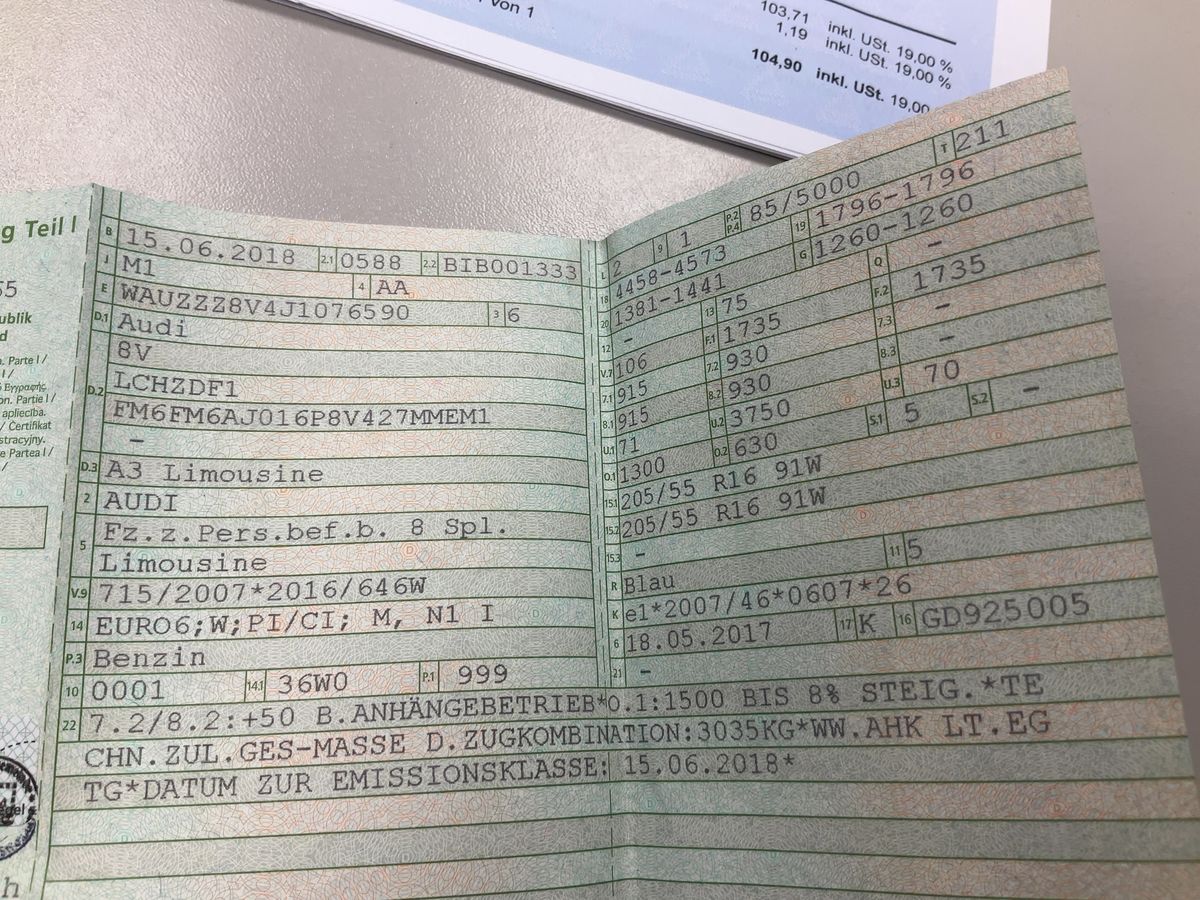 von 1
103,71 inkl. USt. 19,00 %
1,19 inkl. USt. 19,00 %
104,90 inkl. USt. 19,00
g Teil I
55
ublik
d
. Parte I /
I /
on. Partie I /
apliecība.
/ Certifikat
stracyjny.
e Partea I /
h
B 15.06.2018 2.1 0588 2.2 BIB001333
J M1 4 AA
E WAUZZZ8V4J1076590 3 6
D.1 Audi
8V
D.2 LCHZDF1
FM6FM6AJ016P8V427MMEM1
–
D.3 A3 Limousine
2 AUDI
5 Fz.z.Pers.bef.b. 8 Spl.
Limousine
V.9 715/2007*2016/646W
14 EURO6;W;PI/CI; M, N1 I
P.3 Benzin
10 0001 14.1 36W0 P.1 999
L 2 9 1 P.2 P.4 85/5000 T 211
18 4458-4573 19 1796-1796
20 1381-1441 G 1260-1260
12 – 13 75 Q –
V.7 106 F.1 1735 F.2 1735
7.1 915 7.2 930 7.3 –
8.1 915 8.2 930 8.3 –
U.1 71 U.2 3750 U.3 70
O.1 1300 O.2 630 S.1 5 S.2 –
15.1 205/55 R16 91W
15.2 205/55 R16 91W
15.3 –
R Blau 11 5
K e1*2007/46*0607*26
6 18.05.2017 17 K 16 GD925005
21 –
22 7.2/8.2:+50 B.ANHÄNGEBETRIEB*O.1:1500 BIS 8% STEIG.*TE
CHN.ZUL.GES-MASSE D.ZUGKOMBINATION:3035KG*WW.AHK LT.EG
TG*DATUM ZUR EMISSIONSKLASSE: 15.06.2018*